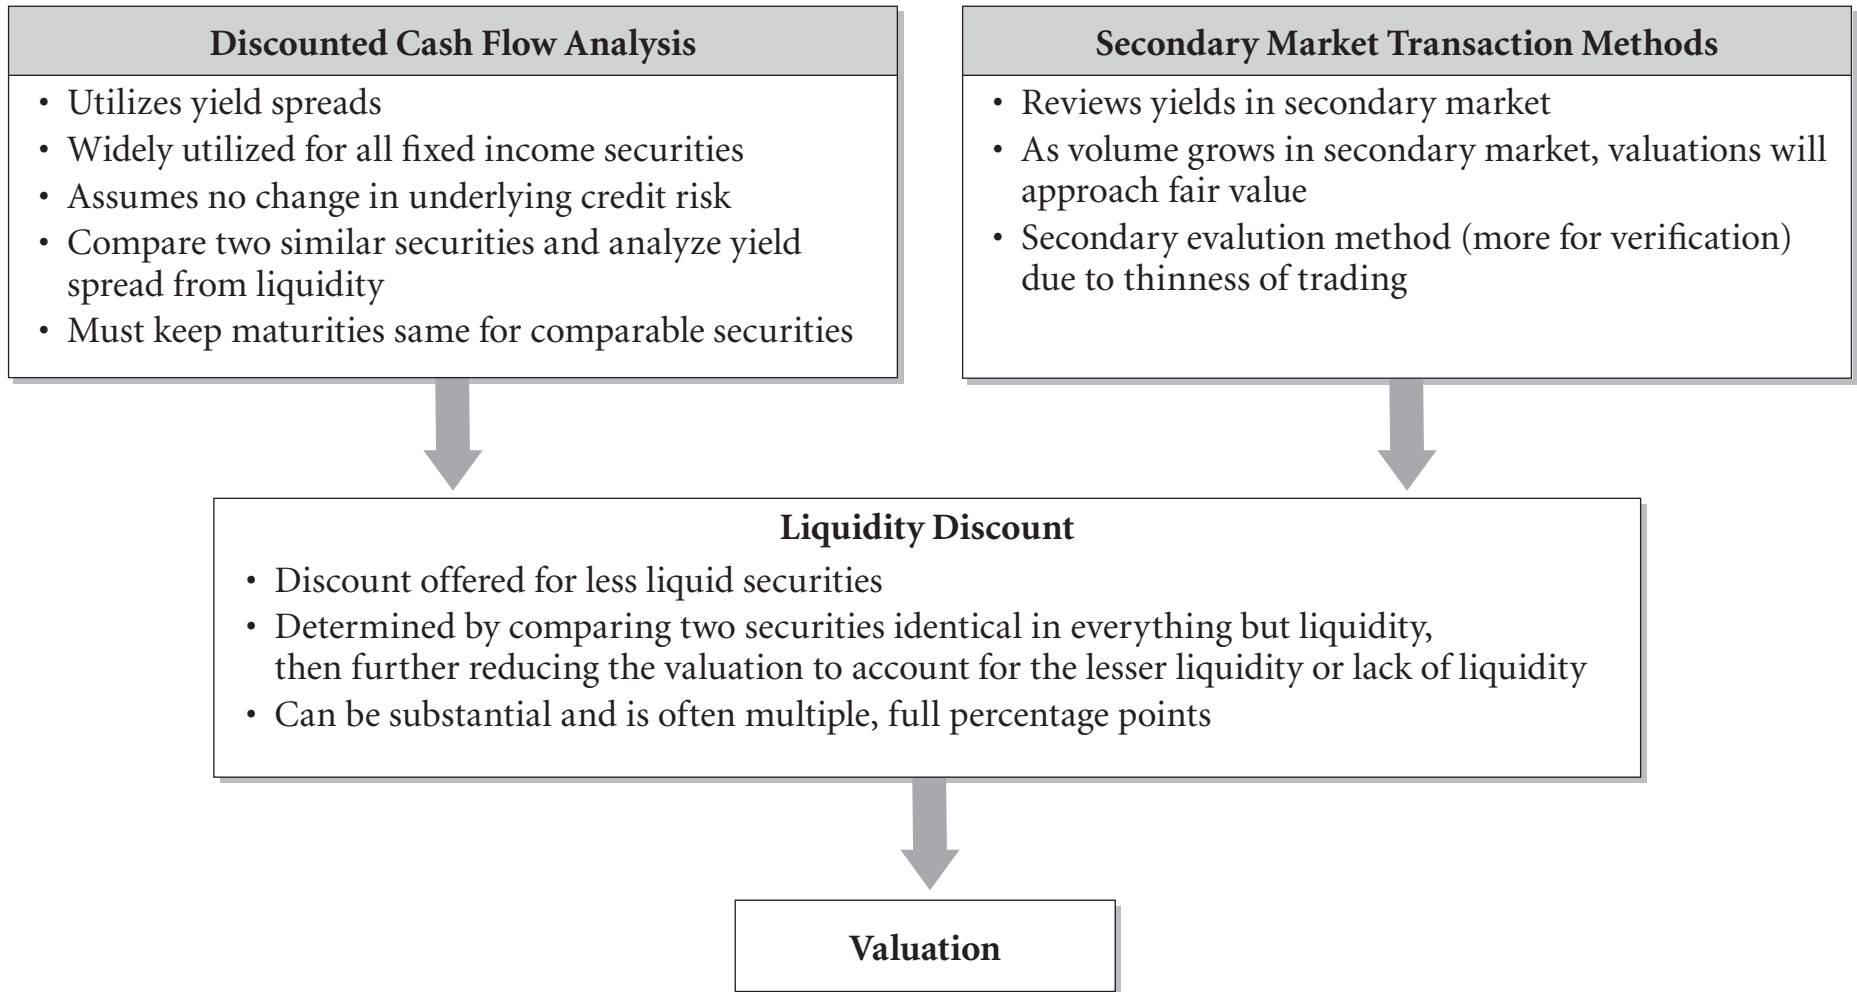 Discounted Cash Flow Analysis
• Utilizes yield spreads
• Widely utilized for all fixed income securities
• Assumes no change in underlying credit risk
• Compare two similar securities and analyze yield
spread from liquidity
• Must keep maturities same for comparable securities
Secondary Market Transaction Methods
• Reviews yields in secondary market
• As volume grows in secondary market, valuations will
approach fair value
• Secondary evalution method (more for verification)
due to thinness of trading
Liquidity Discount
• Discount offered for less liquid securities
• Determined by comparing two securities identical in everything but liquidity,
then further reducing the valuation to account for the lesser liquidity or lack of liquidity
• Can be substantial and is often multiple, full percentage points
Valuation